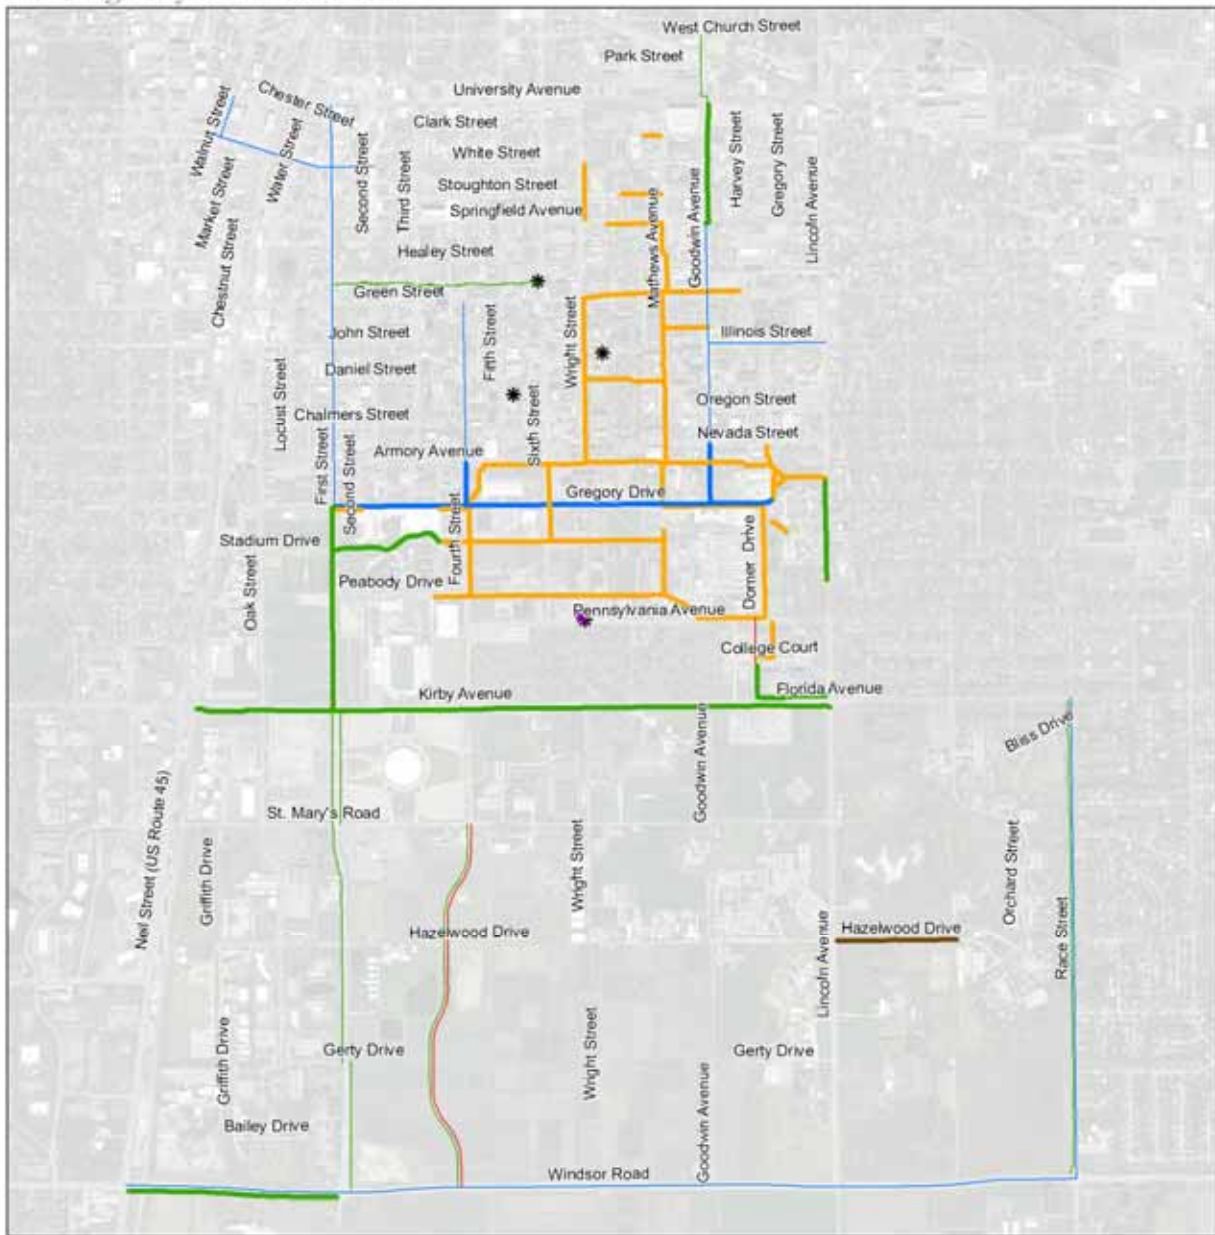 West Church Street
Park Street
University Avenue
Chester Street
Walnut Street
Clark Street
Water Street
White Street
Second Street
Third Street
Harvey Street
Gregory Street
Lincoln Avenue
Market Street
Stoughton Street
Springfield Avenue
Goodwin Avenue
Mathews Avenue
Chestnut Street
Healey Street
Green Street
John Street
Fifth Street
Wright Street
Illinois Street
Daniel Street
Locust Street
Oregon Street
Chalmers Street
Sixth Street
Nevada Street
Armory Avenue
First Street
Second Street
Gregory Drive
Fourth Street
Stadium Drive
Dorner Drive
Peabody Drive
Oak Street
Pennsylvania Avenue
College Court
Kirby Avenue
Florida Avenue
Goodwin Avenue
Bliss Drive
Neil Street (US Route 45)
St. Mary's Road
Griffith Drive
Wright Street
Orchard Street
Hazelwood Drive
Hazelwood Drive
Lincoln Avenue
Race Street
Griffith Drive
Gerty Drive
Wright Street
Gerty Drive
Goodwin Avenue
Bailey Drive
Windsor Road